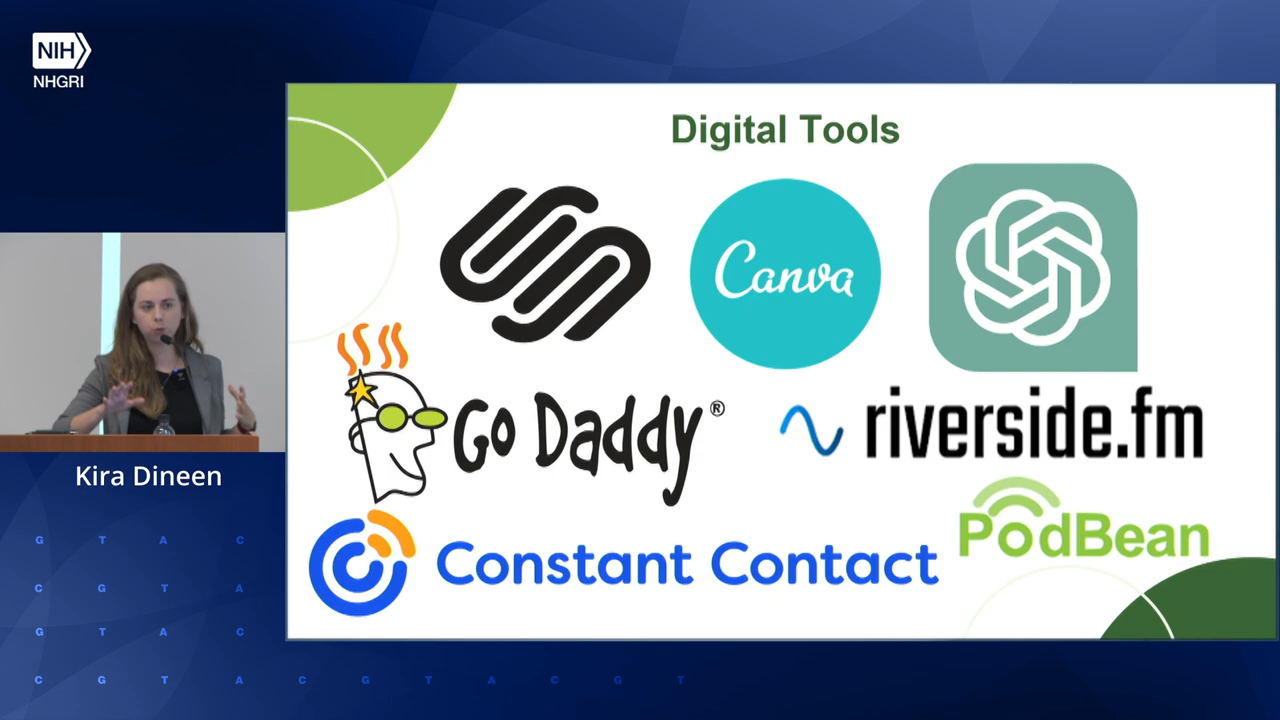 NIH
NHGRI
Digital Tools
Canva
Go Daddy®
riverside.fm
PodBean
Constant Contact
Kira Dineen
G T A C
C G T A
G T A C
C G T A C G T A C G T